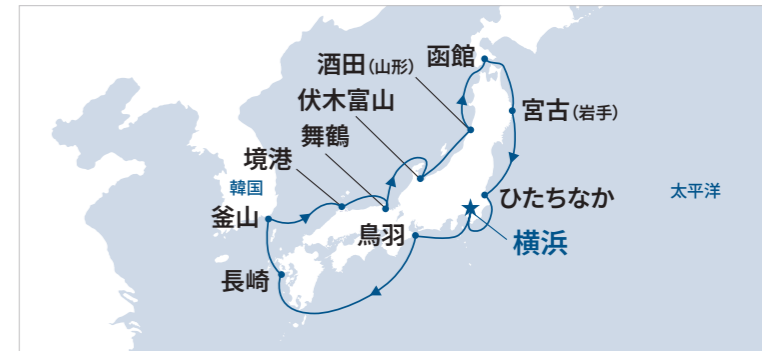 函館
酒田(山形)
伏木富山
宮古(岩手)
舞鶴
境港
韓国
太平洋
ひたちなか
釜山
鳥羽
横浜
長崎